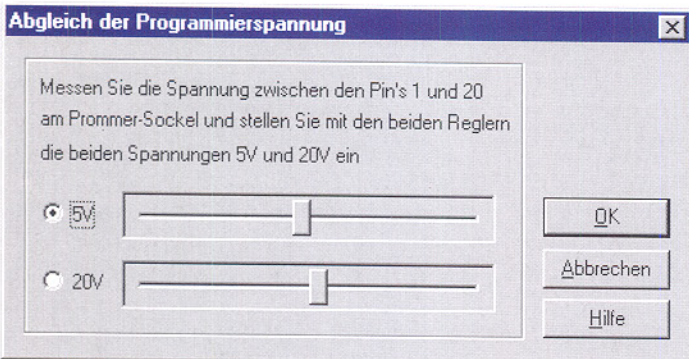 Abgleich der Programmierspannung
Messen Sie die Spannung zwischen den Pin's 1 und 20
am Prommer-Sockel und stellen Sie mit den beiden Reglern
die beiden Spannungen 5V und 20V ein
5V
20V
OK
Abbrechen
Hilfe